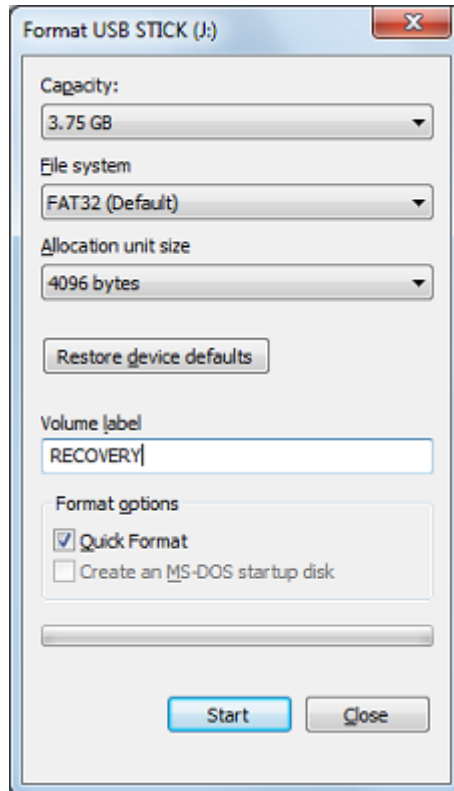 Format USB STICK (J:)
Capacity:
3.75 GB
File system
FAT32 (Default)
Allocation unit size
4096 bytes
Restore device defaults
Volume label
RECOVERY
Format options
Quick Format
Create an MS-DOS startup disk
Start
Close